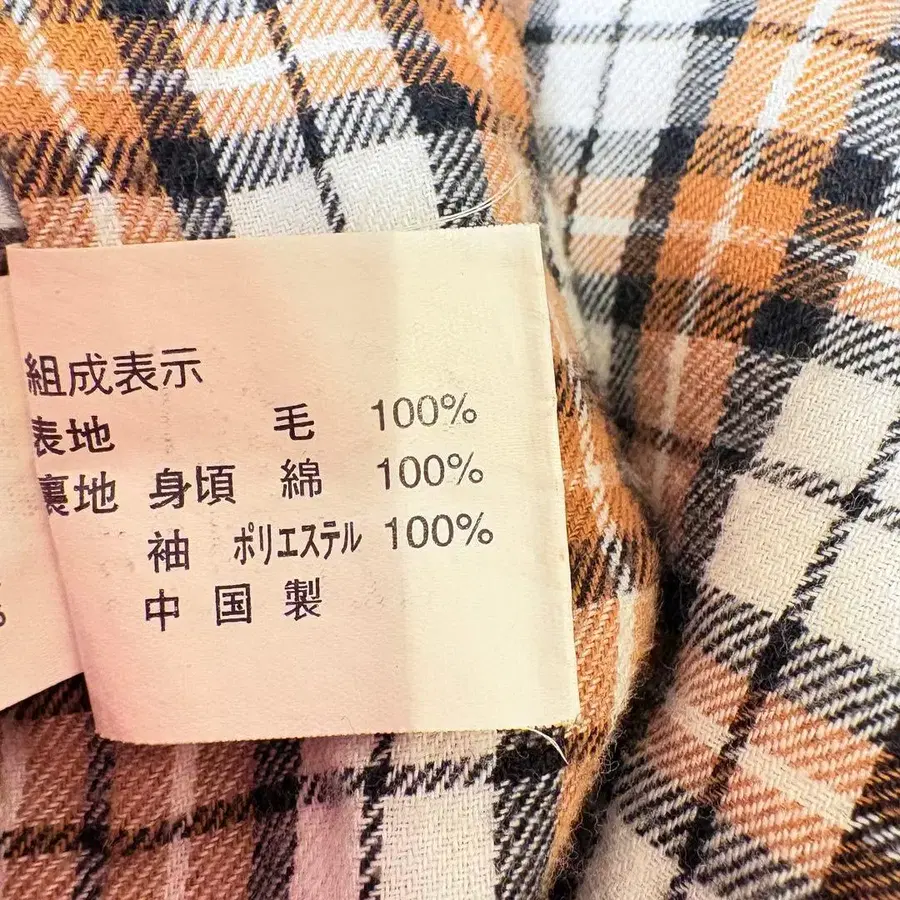 組成表示
表地 毛 100%
裏地 身頃 綿 100%
袖 ポリエステル 100%
中国製
%